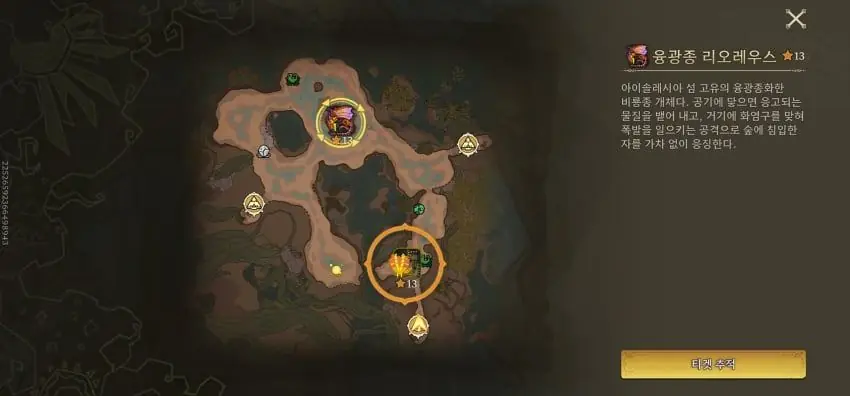 융광종 리오레우스 ★13
아이솔레시아 섬 고유의 융광종화한
비룡종 개체다. 공기에 닿으면 응고되는
물질을 뱉어 내고, 거기에 화염구를 맞혀
폭발을 일으키는 공격으로 숲에 침입한
자를 가차 없이 응징한다.
13
★13
티켓 추적